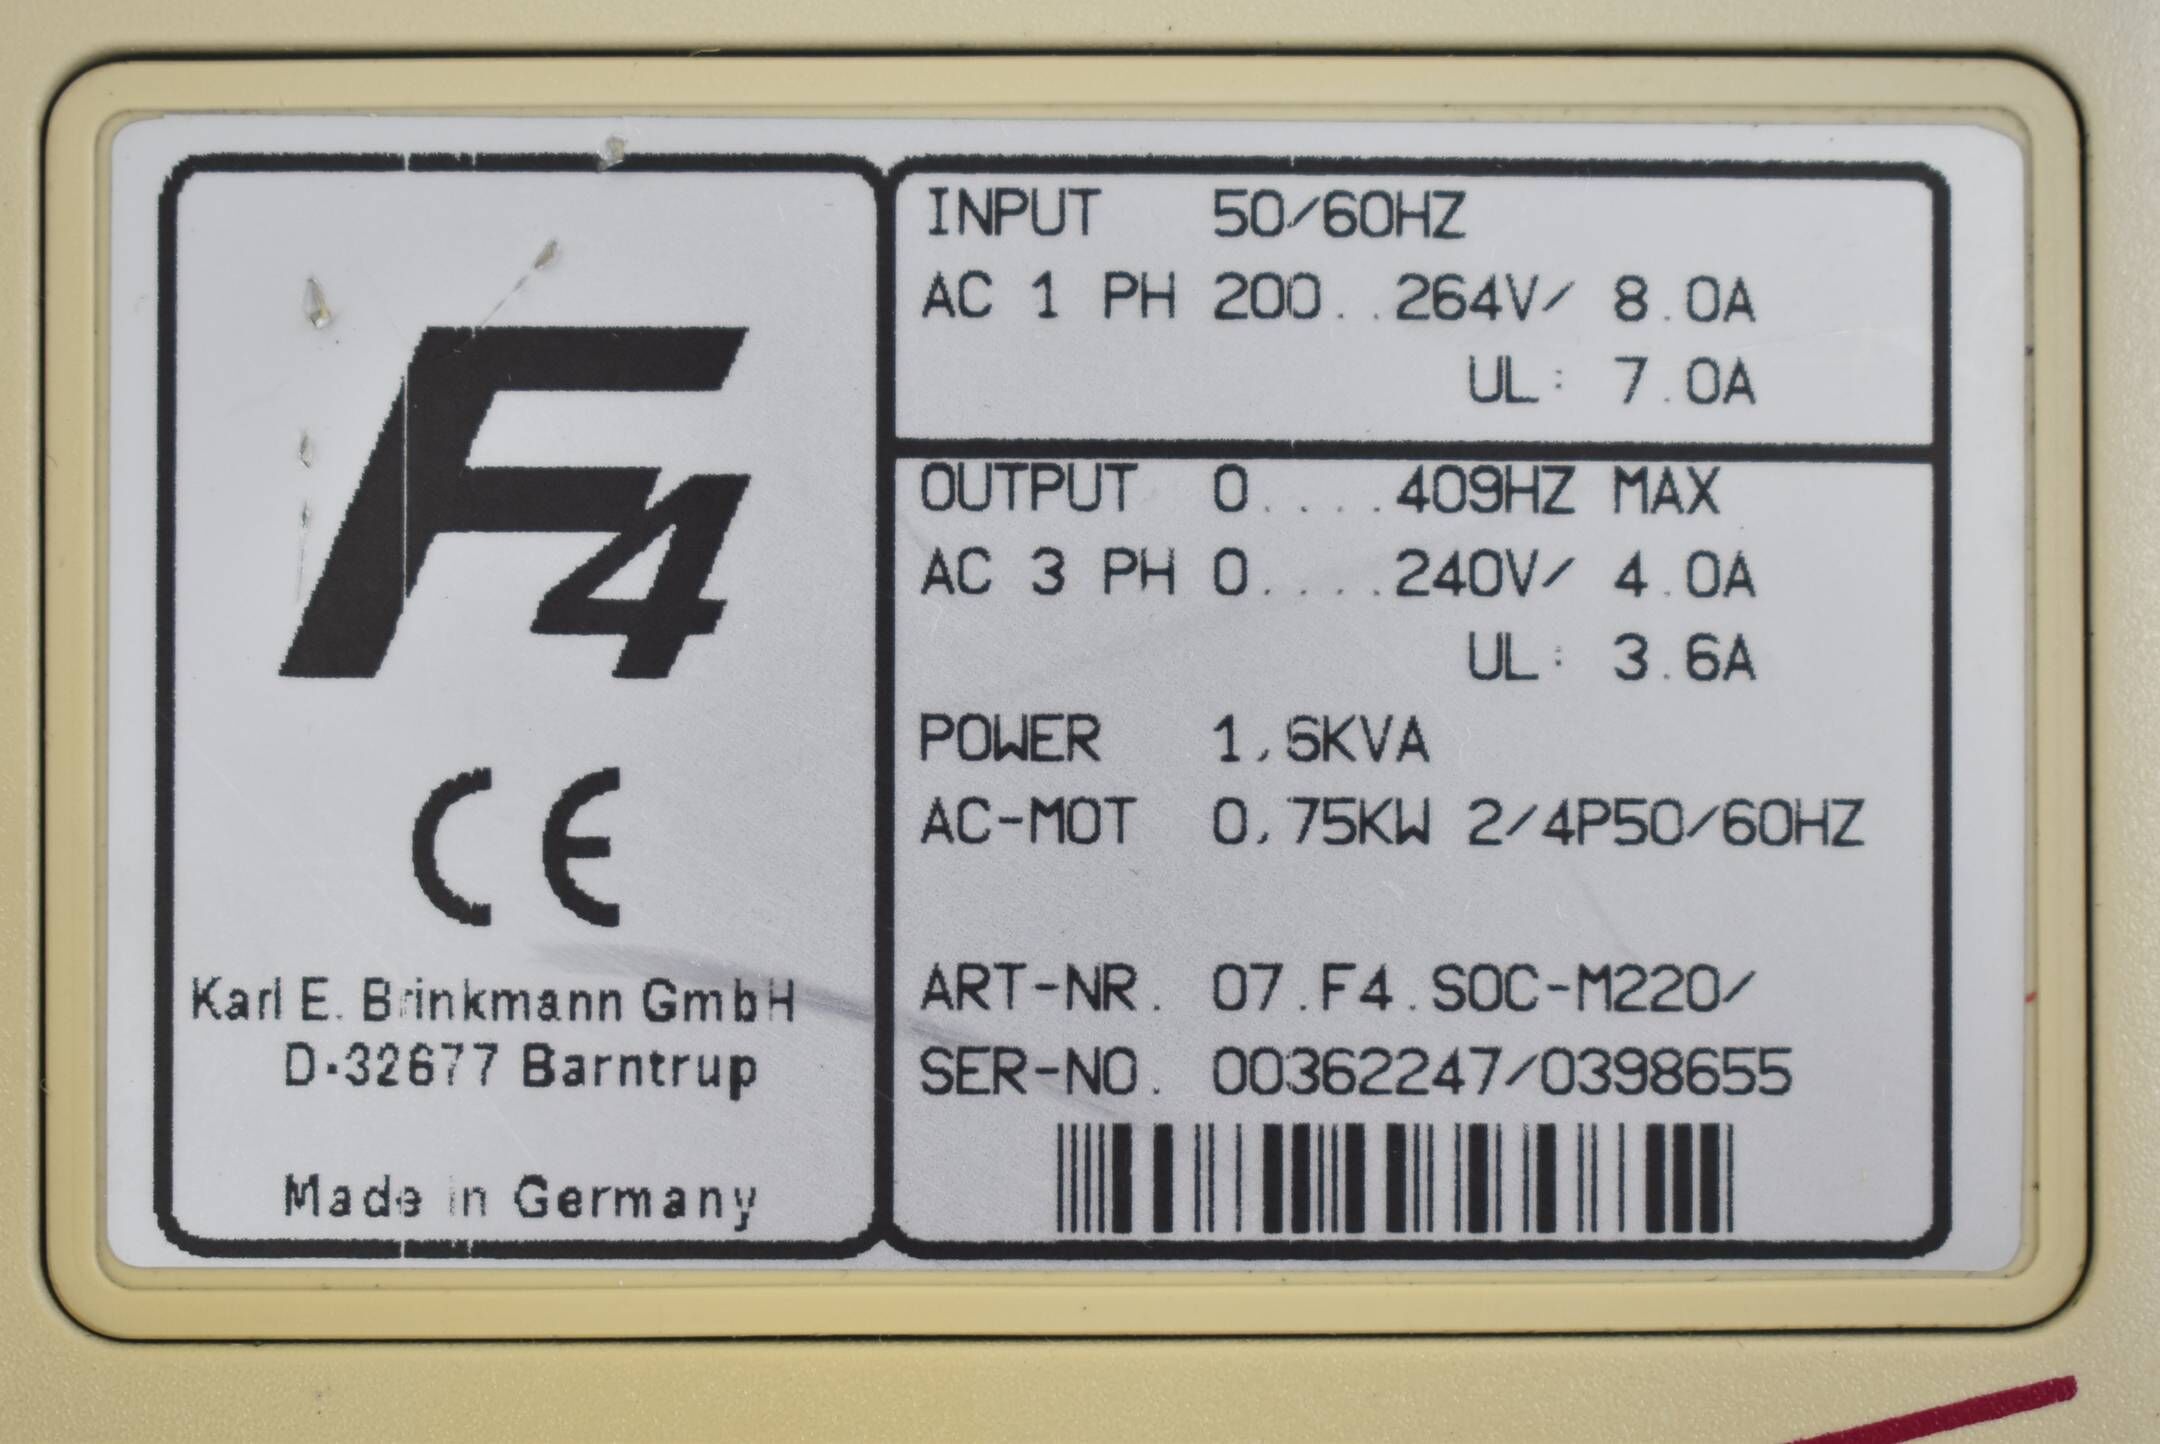 F4
CE
Karl E. Brinkmann GmbH
D-32677 Barntrup
Made in Germany
INPUT 50/60HZ
AC 1 PH 200..264V/ 8.0A
UL: 7.0A
OUTPUT 0....409HZ MAX
AC 3 PH 0....240V/ 4.0A
UL: 3.6A
POWER 1,6KVA
AC-MOT 0,75KW 2/4P50/60HZ
ART-NR. 07.F4.S0C-M220/
SER-NO. 00362247/0398655